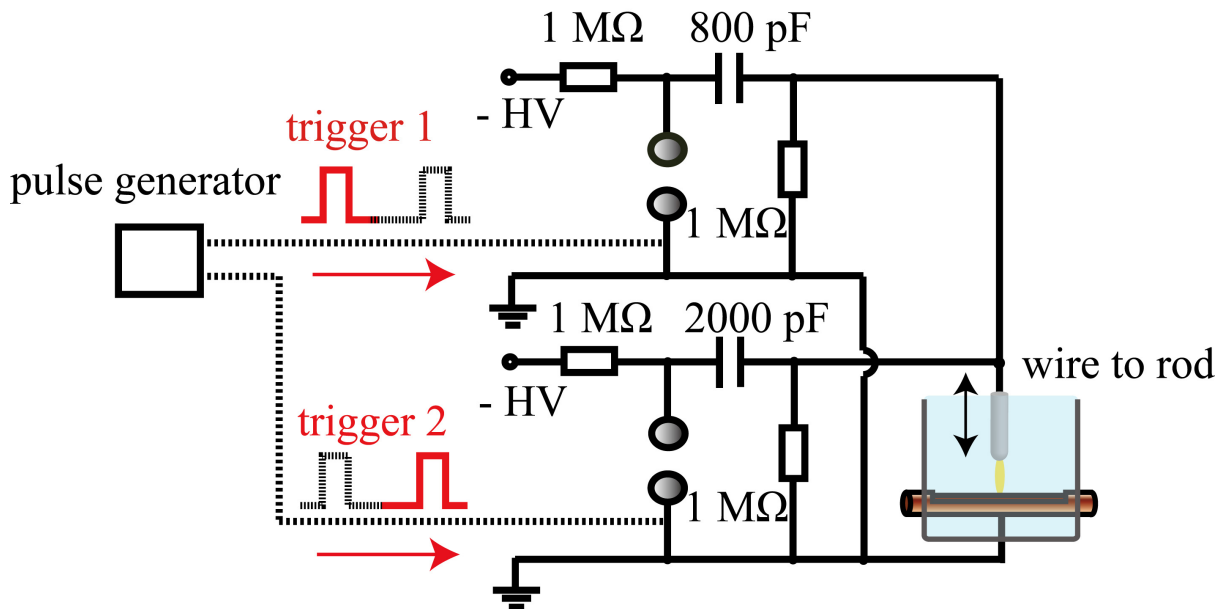 1 MΩ 800 pF
- HV
trigger 1
pulse generator
1 MΩ
1 MΩ 2000 pF
- HV
wire to rod
trigger 2
1 MΩ